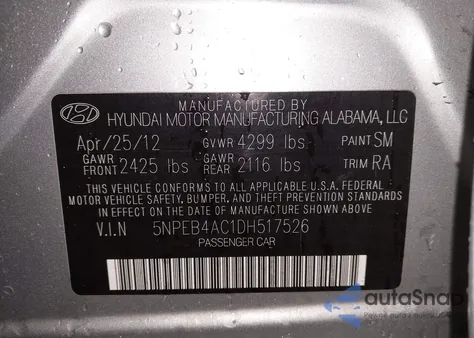 MANUFACTURED BY
HYUNDAI MOTOR MANUFACTURING ALABAMA, LLC
Apr/25/12 GVWR 4299 lbs PAINT SM
GAWR FRONT 2425 lbs GAWR REAR 2116 lbs TRIM RA
THIS VEHICLE CONFORMS TO ALL APPLICABLE U.S.A. FEDERAL
MOTOR VEHICLE SAFETY, BUMPER, AND THEFT PREVENTION STANDARDS
IN EFFECT ON THE DATE OF MANUFACTURE SHOWN ABOVE
V.I.N 5NPEB4AC1DH517526
PASSENGER CAR
autaSnap